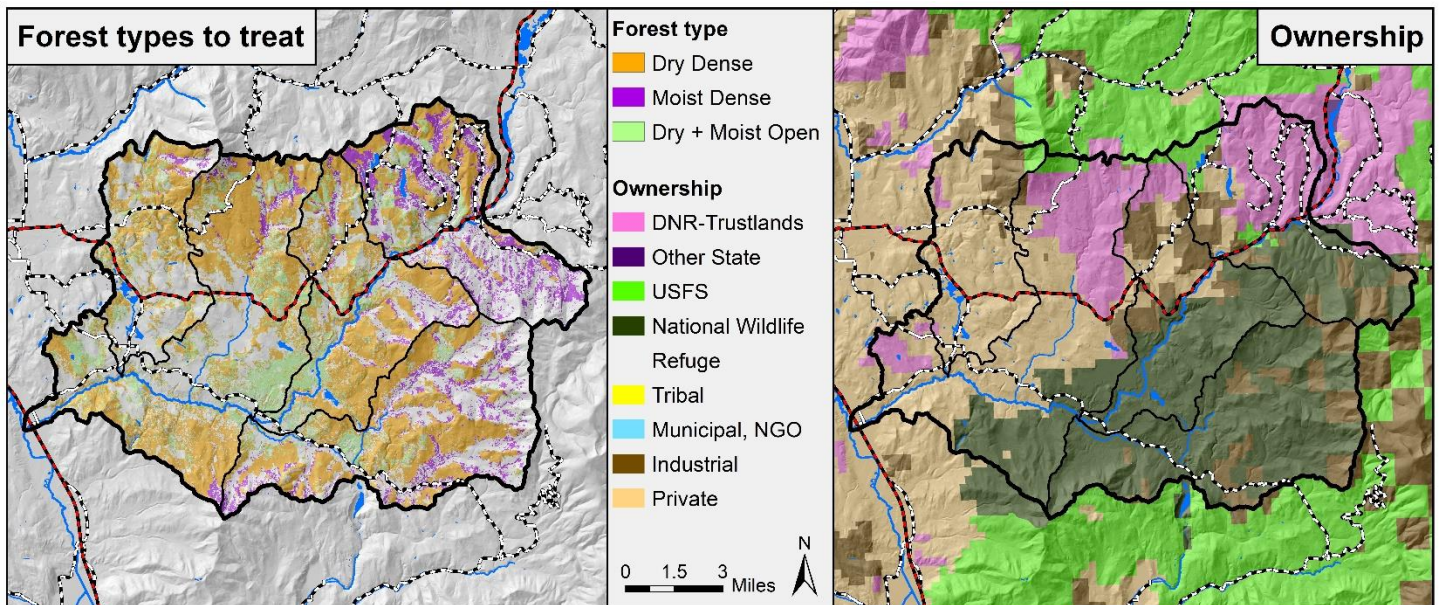 Forest types to treat
Forest type
Dry Dense
Moist Dense
Dry + Moist Open
Ownership
DNR-Trustlands
Other State
USFS
National Wildlife
Refuge
Tribal
Municipal, NGO
Industrial
Private
N
0 1.5 3
Miles
Ownership